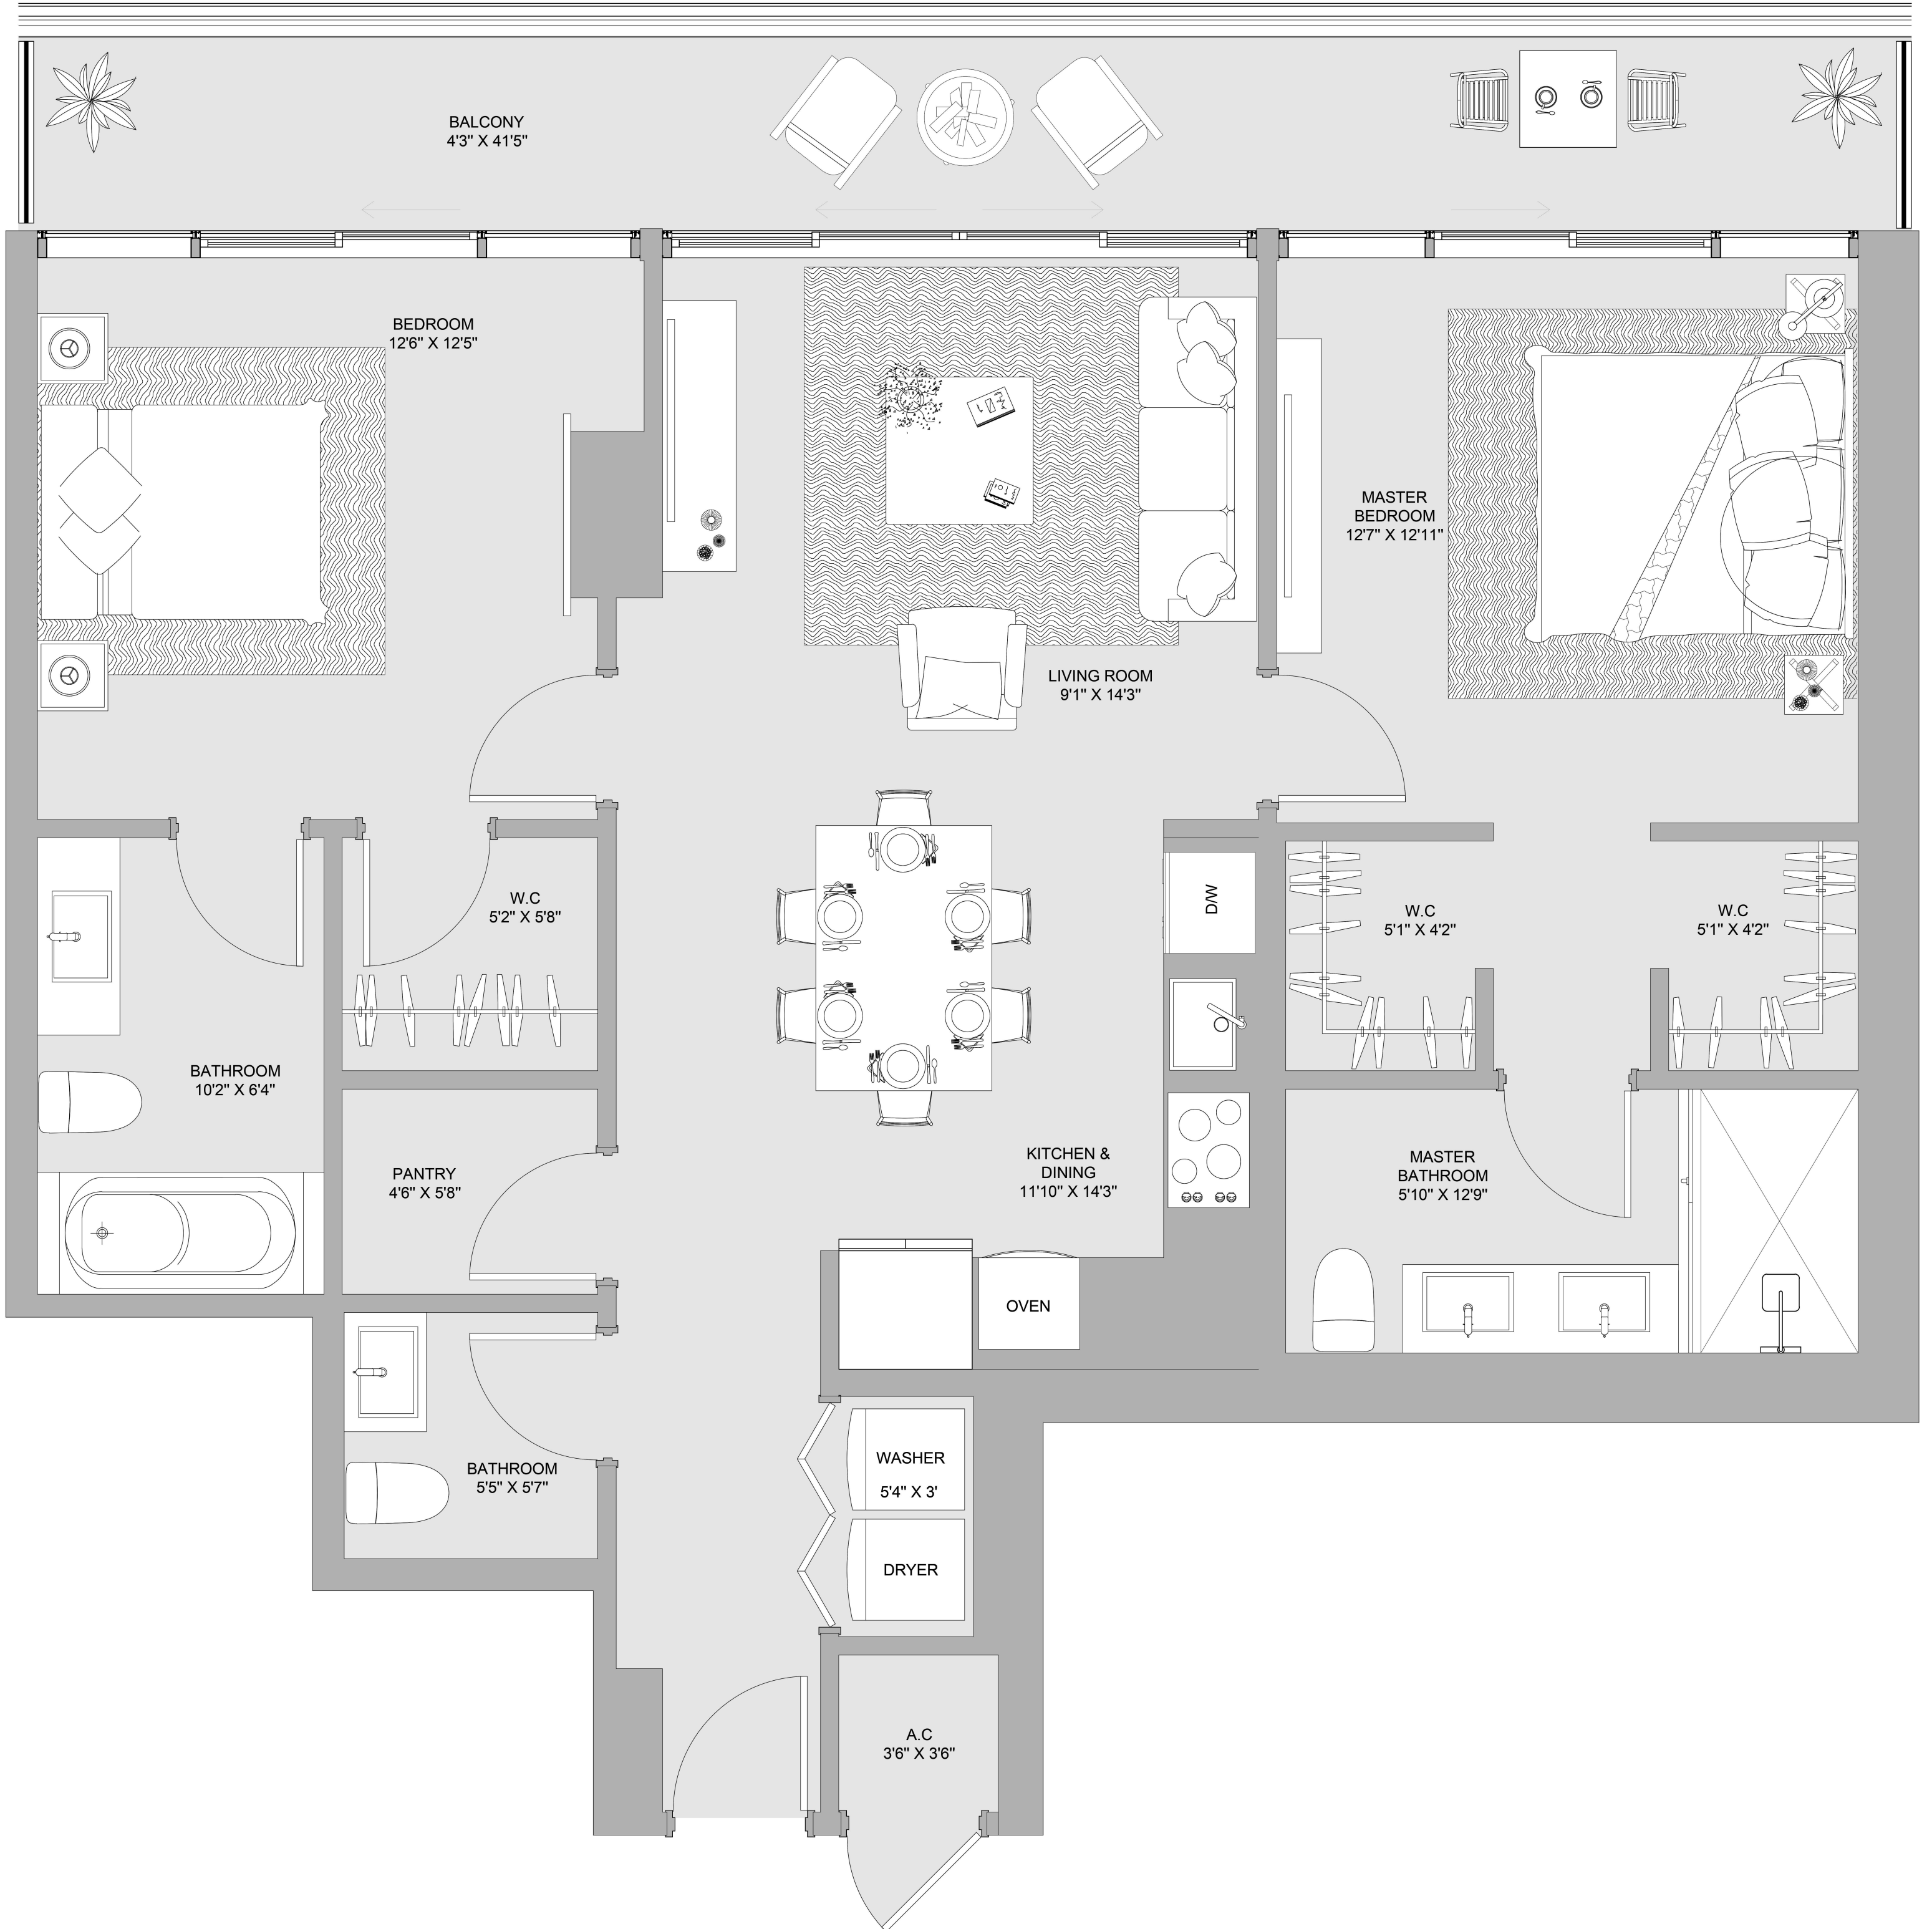 BALCONY
4'3" X 41'5"
BEDROOM
12'6" X 12'5"
MASTER
BEDROOM
12'7" X 12'11"
LIVING ROOM
9'1" X 14'3"
W.C
5'2" X 5'8"
D/W
W.C
5'1" X 4'2"
W.C
5'1" X 4'2"
BATHROOM
10'2" X 6'4"
PANTRY
4'6" X 5'8"
KITCHEN &
DINING
11'10" X 14'3"
MASTER
BATHROOM
5'10" X 12'9"
OVEN
BATHROOM
5'5" X 5'7"
WASHER
5'4" X 3'
DRYER
A.C
3'6" X 3'6"